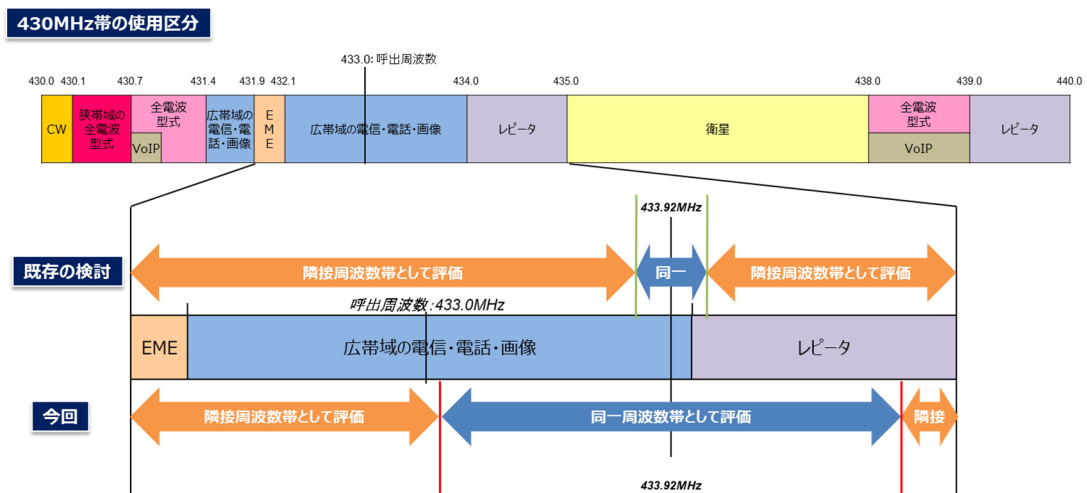 430MHz帯の使用区分
433.0:呼出周波数
430.0 430.1 430.7 431.4 431.9 432.1 434.0 435.0 438.0 439.0 440.0
CW
狭帯域の
全電波
型式
全電波
型式
VoIP
広帯域の
電信・電
話・画像
E
M
E
広帯域の電信・電話・画像
レピータ
衛星
全電波
型式
VoIP
レピータ
433.92MHz
既存の検討
隣接周波数帯として評価
同一
隣接周波数帯として評価
呼出周波数:433.0MHz
EME
広帯域の電信・電話・画像
レピータ
今回
隣接周波数帯として評価
同一周波数帯として評価
隣接
433.92MHz